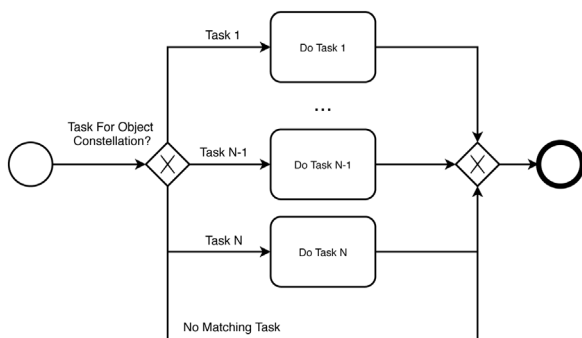 Task 1
Do Task 1
...
Task For Object
Constellation?
Task N-1
Do Task N-1
Task N
Do Task N
No Matching Task